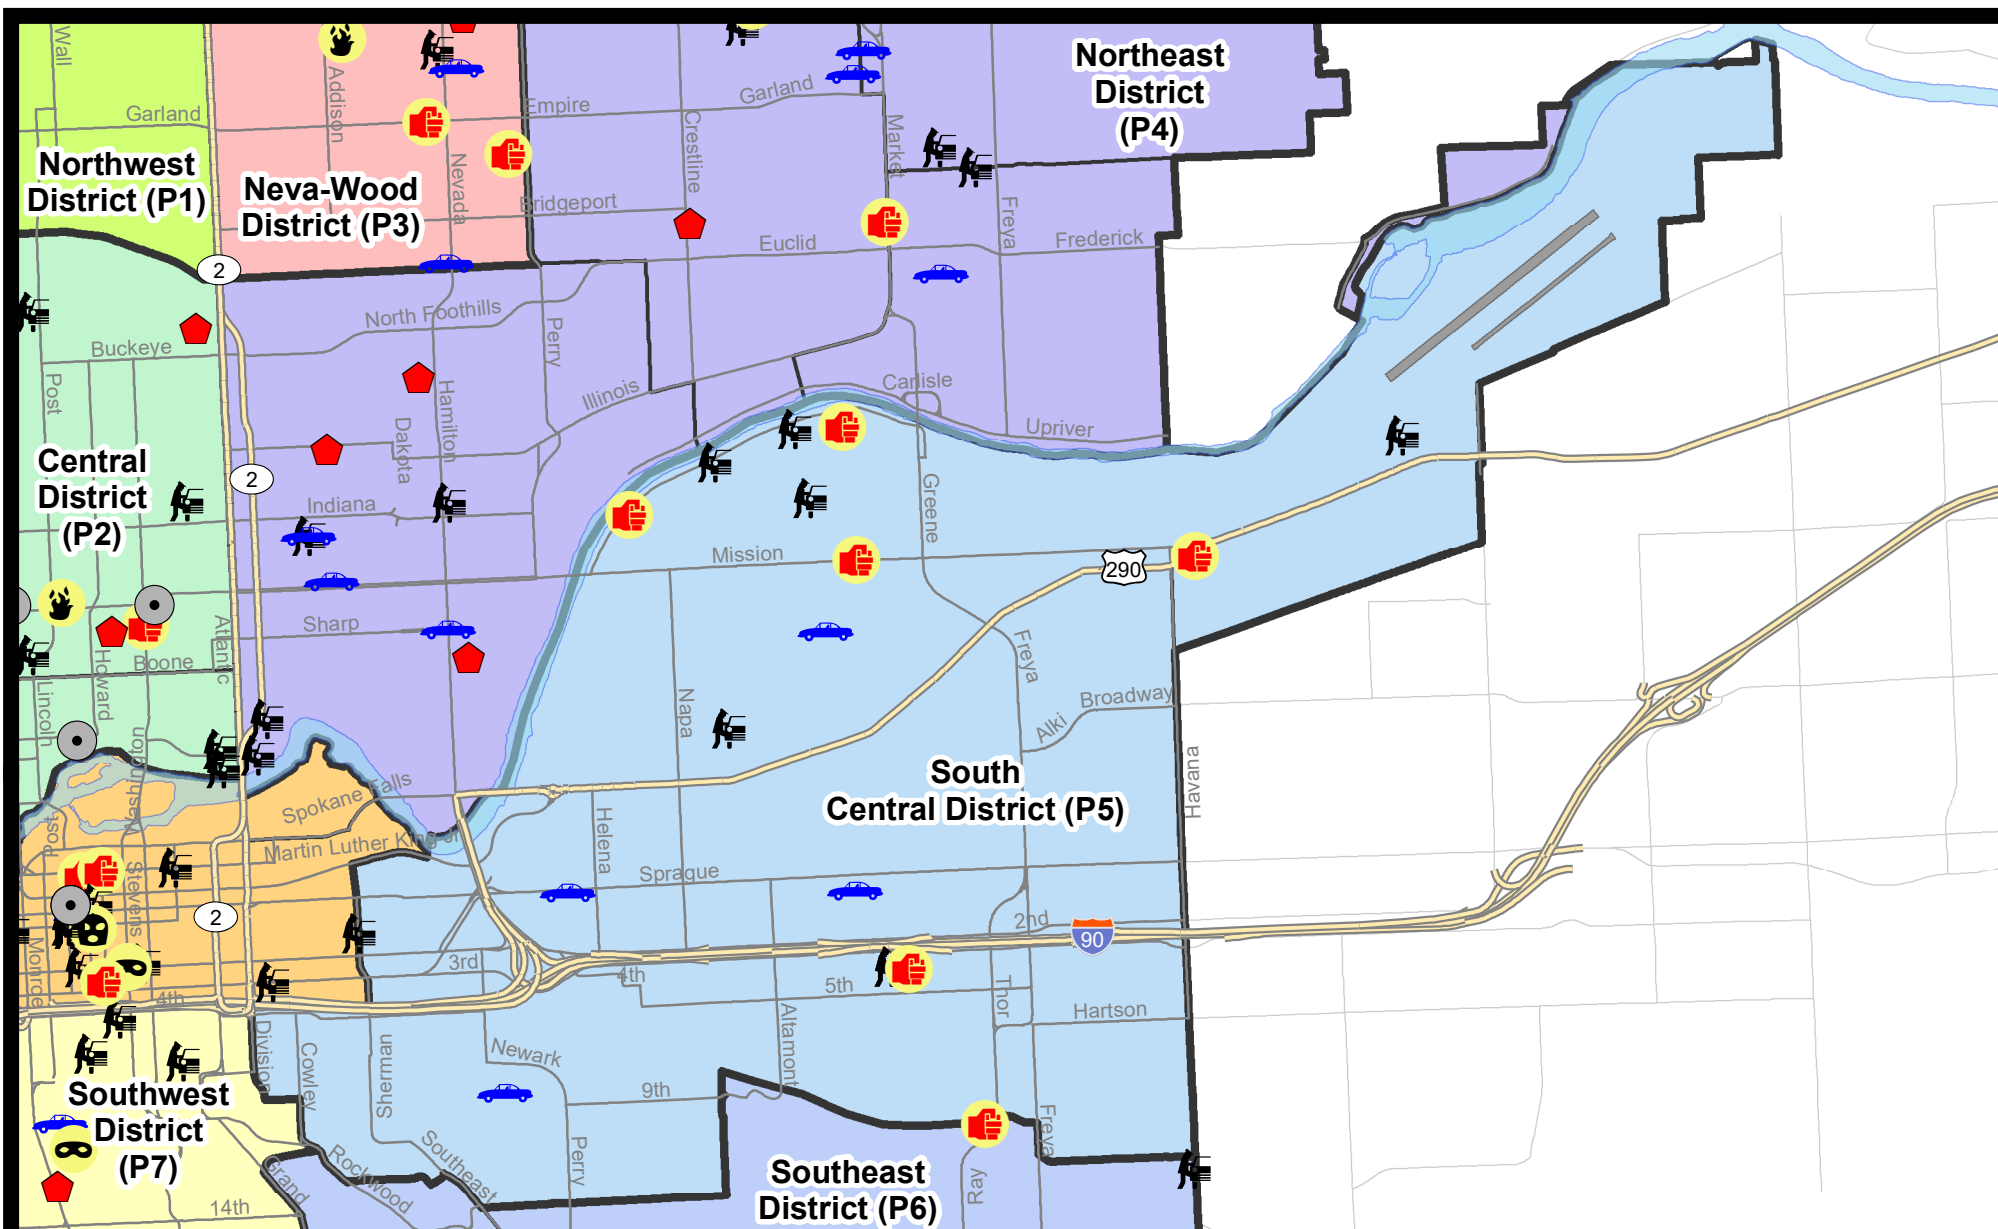 Wall
Addison
Northeast
District
(P4)
Garland
Empire
Garland
Crestline
Market
Northwest
District (P1)
Neva-Wood
District (P3)
Nevada
Bridgeport
Freya
Euclid
Frederick
2
North Foothills
Perry
Buckeye
Post
Hamilton
Illinois
Carlisle
Dakota
Upriver
Central
District
(P2)
2
Indiana
Greene
Mission
290
Atlantic
Sharp
Howard
Boone
Lincoln
Freya
Napa
Broadway
Alki
Washington
Havana
South
Central District (P5)
Spokane Falls
Post
Martin Luther King Jr
Helena
Stevens
Sprague
2
2nd
90
Monroe
3rd
4th
5th
4th
Thor
Altamont
Hartson
Division
Cowley
Sherman
Newark
9th
Southwest
District
(P7)
Freya
Southeast
Perry
Rockwood
Grand
Ray
Southeast
District (P6)
14th